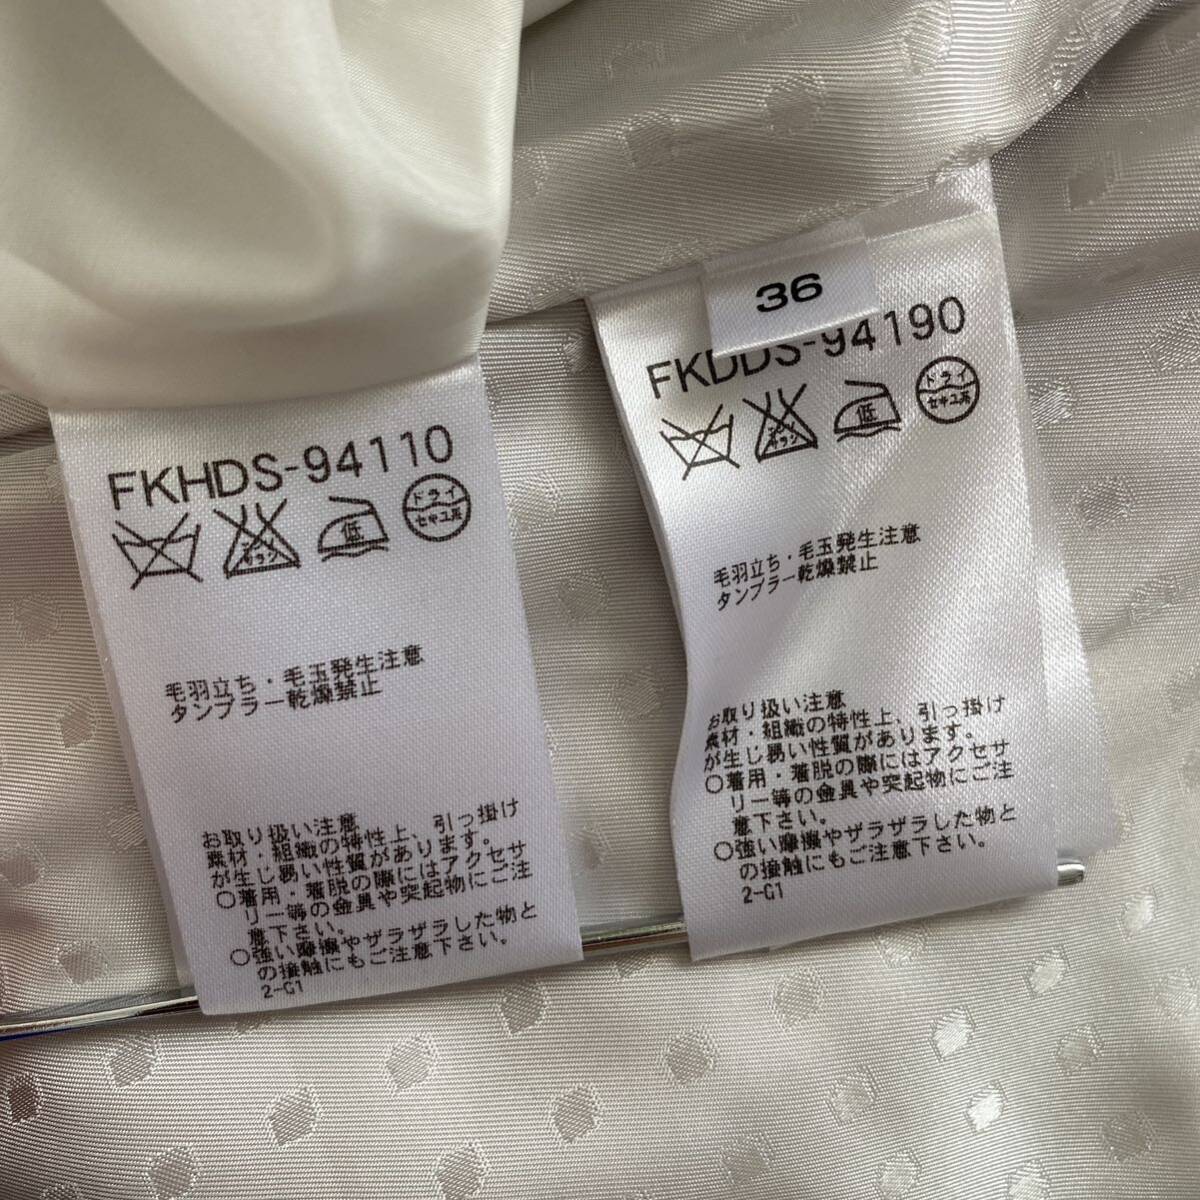 FKHDS-94110
低
ドライ
セキユ系
毛羽立ち・毛玉発生注意
タンブラー乾燥禁止
お取り扱い注意
素材・組織の特性上、引っ掛け
が生じ易い性質があります。
○着用・着脱の際にはアクセサ
リー等の金具や突起物にご注
意下さい。
○強い摩擦やザラザラした物と
の接触にもご注意下さい。
2-G1
36
FKDDS-94190
低
ドライ
セキユ系
毛羽立ち・毛玉発生注意
タンブラー乾燥禁止
お取り扱い注意
素材・組織の特性上、引っ掛け
が生じ易い性質があります。
○着用・着脱の際にはアクセサ
リー等の金具や突起物にご注
意下さい。
○強い摩擦やザラザラした物と
の接触にもご注意下さい。
2-G1